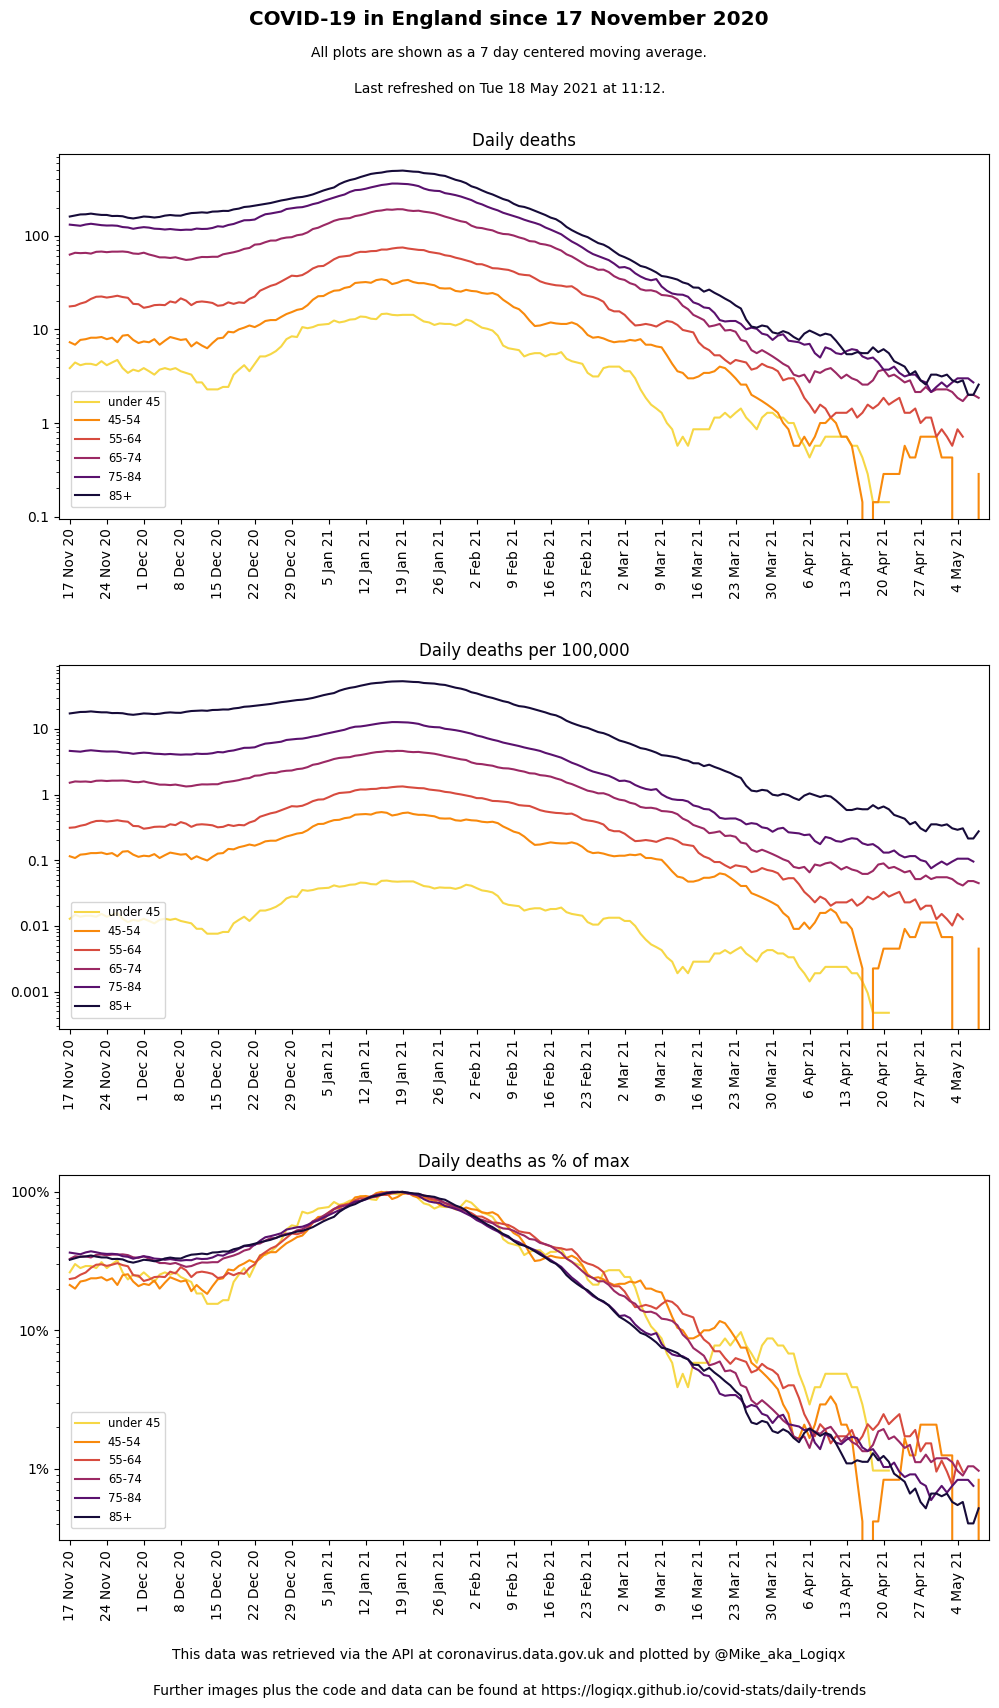 COVID-19 in England since 17 November 2020
All plots are shown as a 7 day centered moving average.
Last refreshed on Tue 18 May 2021 at 11:12.
Daily deaths
100
10
1
0.1
under 45
45-54
55-64
65-74
75-84
85+
17 Nov 20
24 Nov 20
1 Dec 20
8 Dec 20
15 Dec 20
22 Dec 20
29 Dec 20
5 Jan 21
12 Jan 21
19 Jan 21
26 Jan 21
2 Feb 21
9 Feb 21
16 Feb 21
23 Feb 21
2 Mar 21
9 Mar 21
16 Mar 21
23 Mar 21
30 Mar 21
6 Apr 21
13 Apr 21
20 Apr 21
27 Apr 21
4 May 21
Daily deaths per 100,000
10
1
0.1
0.01
0.001
under 45
45-54
55-64
65-74
75-84
85+
17 Nov 20
24 Nov 20
1 Dec 20
8 Dec 20
15 Dec 20
22 Dec 20
29 Dec 20
5 Jan 21
12 Jan 21
19 Jan 21
26 Jan 21
2 Feb 21
9 Feb 21
16 Feb 21
23 Feb 21
2 Mar 21
9 Mar 21
16 Mar 21
23 Mar 21
30 Mar 21
6 Apr 21
13 Apr 21
20 Apr 21
27 Apr 21
4 May 21
Daily deaths as % of max
100%
10%
1%
under 45
45-54
55-64
65-74
75-84
85+
17 Nov 20
24 Nov 20
1 Dec 20
8 Dec 20
15 Dec 20
22 Dec 20
29 Dec 20
5 Jan 21
12 Jan 21
19 Jan 21
26 Jan 21
2 Feb 21
9 Feb 21
16 Feb 21
23 Feb 21
2 Mar 21
9 Mar 21
16 Mar 21
23 Mar 21
30 Mar 21
6 Apr 21
13 Apr 21
20 Apr 21
27 Apr 21
4 May 21
This data was retrieved via the API at coronavirus.data.gov.uk and plotted by @Mike_aka_Logiqx
Further images plus the code and data can be found at https://logiqx.github.io/covid-stats/daily-trends